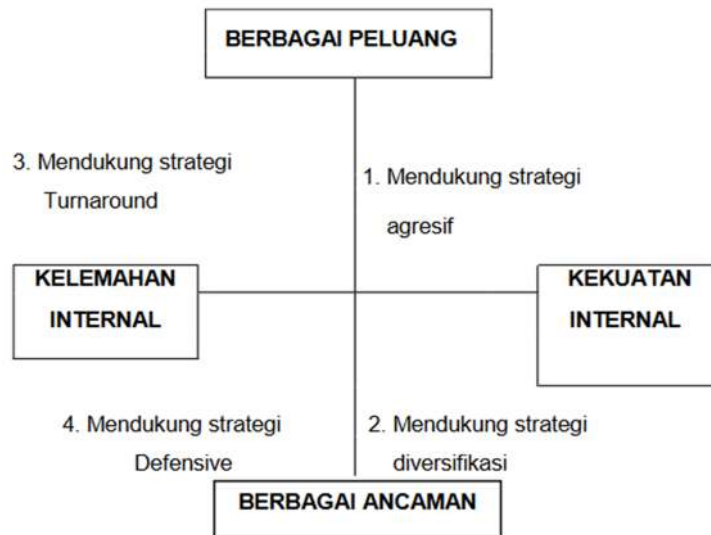 BERBAGAI PELUANG
3. Mendukung strategi
Turnaround
1. Mendukung strategi
agresif
KELEMAHAN
INTERNAL
KEKUATAN
INTERNAL
4. Mendukung strategi
Defensive
2. Mendukung strategi
diversifikasi
BERBAGAI ANCAMAN